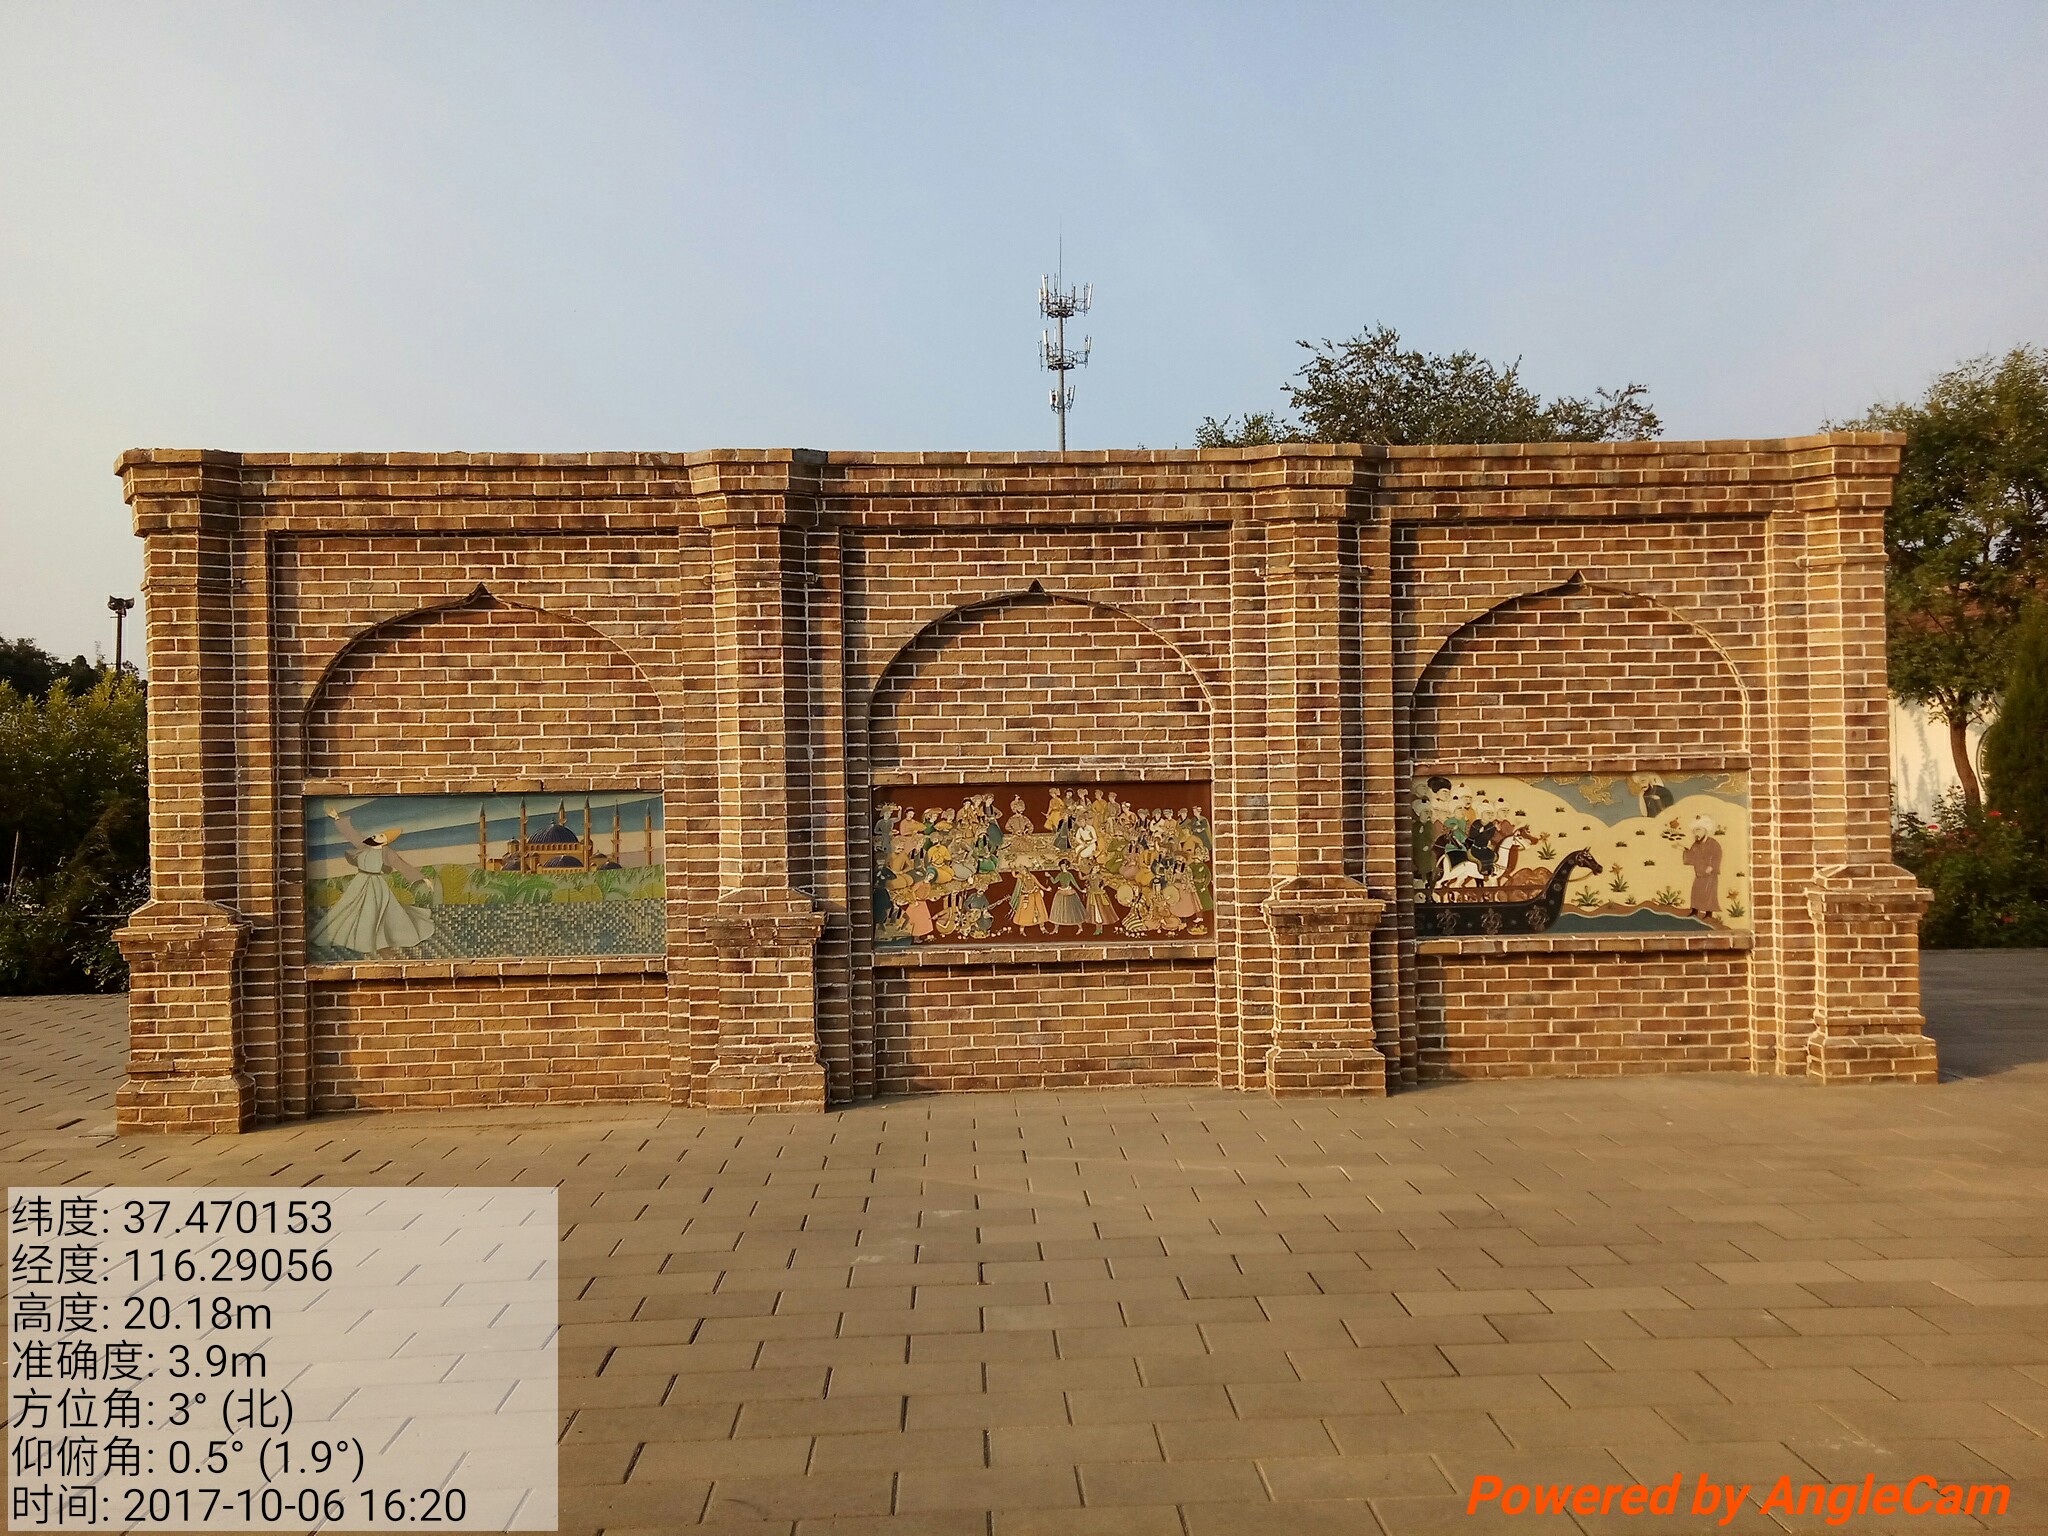 纬度: 37.470153
经度: 116.29056
高度: 20.18m
准确度: 3.9m
方位角: 3° (北)
仰俯角: 0.5° (1.9°)
时间: 2017-10-06 16:20
Powered by AngleCam